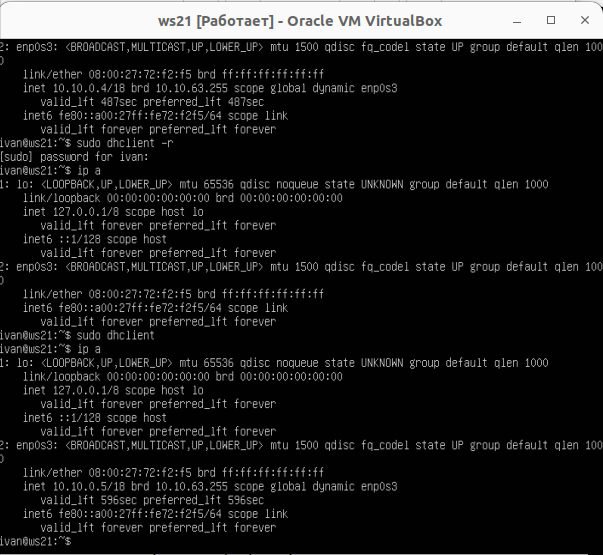 ws21 [Работает] - Oracle VM VirtualBox
2: enp0s3: <BROADCAST,MULTICAST,UP,LOWER_UP> mtu 1500 qdisc fq_codel state UP group default qlen 100
0
link/ether 08:00:27:72:f2:f5 brd ff:ff:ff:ff:ff:ff
inet 10.10.0.4/18 brd 10.10.63.255 scope global dynamic enp0s3
valid_lft 487sec preferred_lft 487sec
inet6 fe80::a00:27ff:fe72:f2f5/64 scope link
valid_lft forever preferred_lft forever
ivan@ws21:~$ sudo dhclient -r
[sudo] password for ivan:
ivan@ws21:~$ ip a
1: lo: <LOOPBACK,UP,LOWER_UP> mtu 65536 qdisc noqueue state UNKNOWN group default qlen 1000
link/loopback 00:00:00:00:00:00 brd 00:00:00:00:00:00
inet 127.0.0.1/8 scope host lo
valid_lft forever preferred_lft forever
inet6 ::1/128 scope host
valid_lft forever preferred_lft forever
2: enp0s3: <BROADCAST,MULTICAST,UP,LOWER_UP> mtu 1500 qdisc fq_codel state UP group default qlen 100
0
link/ether 08:00:27:72:f2:f5 brd ff:ff:ff:ff:ff:ff
inet6 fe80::a00:27ff:fe72:f2f5/64 scope link
valid_lft forever preferred_lft forever
ivan@ws21:~$ sudo dhclient
ivan@ws21:~$ ip a
1: lo: <LOOPBACK,UP,LOWER_UP> mtu 65536 qdisc noqueue state UNKNOWN group default qlen 1000
link/loopback 00:00:00:00:00:00 brd 00:00:00:00:00:00
inet 127.0.0.1/8 scope host lo
valid_lft forever preferred_lft forever
inet6 ::1/128 scope host
valid_lft forever preferred_lft forever
2: enp0s3: <BROADCAST,MULTICAST,UP,LOWER_UP> mtu 1500 qdisc fq_codel state UP group default qlen 100
0
link/ether 08:00:27:72:f2:f5 brd ff:ff:ff:ff:ff:ff
inet 10.10.0.5/18 brd 10.10.63.255 scope global dynamic enp0s3
valid_lft 596sec preferred_lft 596sec
inet6 fe80::a00:27ff:fe72:f2f5/64 scope link
valid_lft forever preferred_lft forever
ivan@ws21:~$